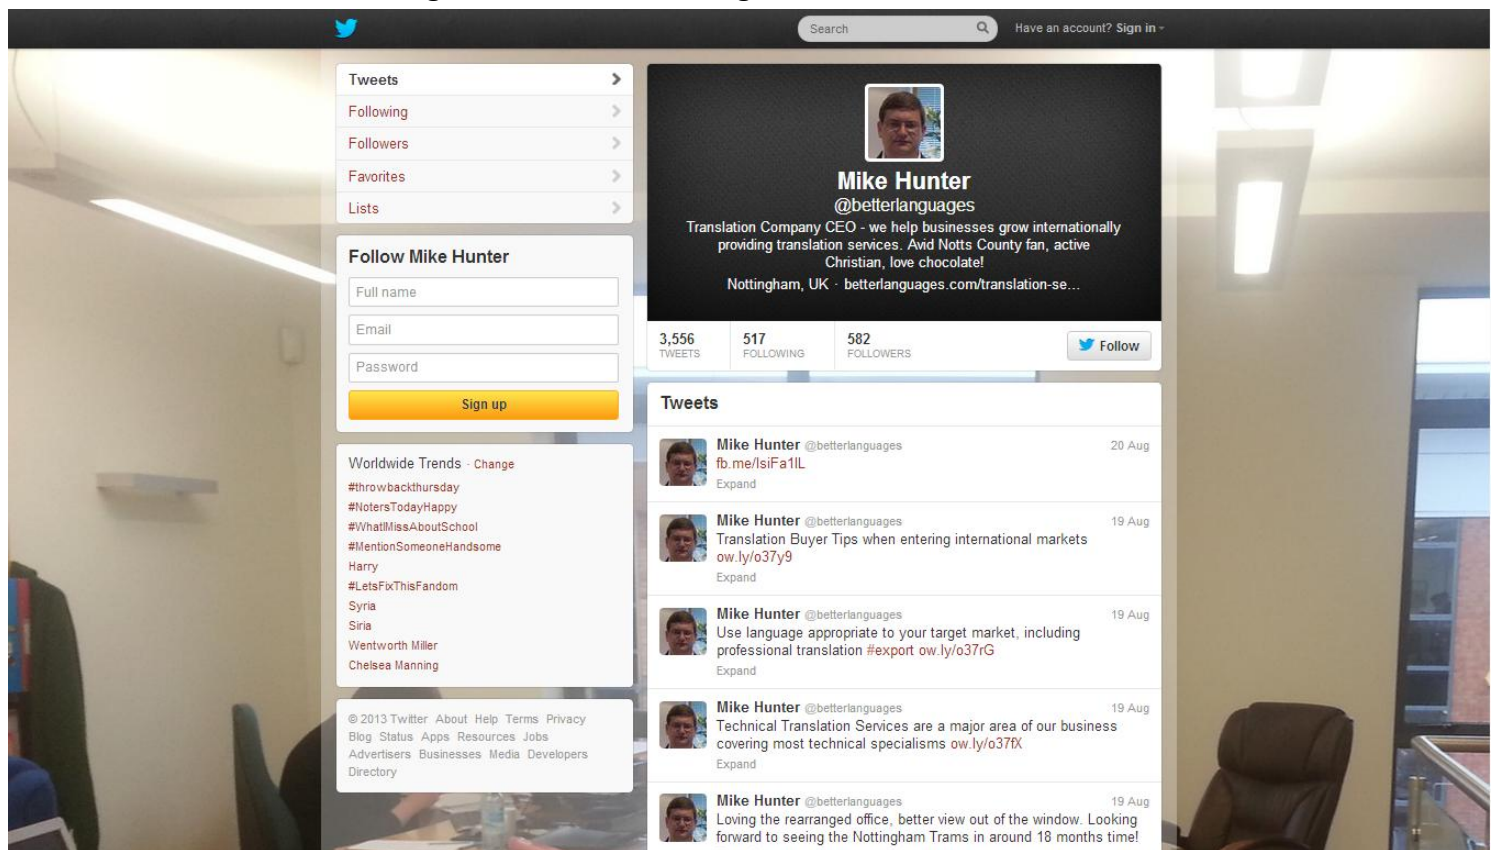 Search
Have an account? Sign in
Tweets
Following
Followers
Favorites
Lists
Follow Mike Hunter
Full name
Email
Password
Sign up
Worldwide Trends · Change
#throwbackthursday
#NotersTodayHappy
#WhatIMissAboutSchool
#MentionSomeoneHandsome
Harry
#LetsFixThisFandom
Syria
Siria
Wentworth Miller
Chelsea Manning
© 2013 Twitter About Help Terms Privacy
Blog Status Apps Resources Jobs
Advertisers Businesses Media Developers
Directory
Mike Hunter
@betterlanguages
Translation Company CEO - we help businesses grow internationally
providing translation services. Avid Notts County fan, active
Christian, love chocolate!
Nottingham, UK · betterlanguages.com/translation-se...
3,556
TWEETS
517
FOLLOWING
582
FOLLOWERS
Follow
Tweets
Mike Hunter @betterlanguages 20 Aug
fb.me/IsiFa1lL
Expand
Mike Hunter @betterlanguages 19 Aug
Translation Buyer Tips when entering international markets
ow.ly/o37y9
Expand
Mike Hunter @betterlanguages 19 Aug
Use language appropriate to your target market, including
professional translation #export ow.ly/o37rG
Expand
Mike Hunter @betterlanguages 19 Aug
Technical Translation Services are a major area of our business
covering most technical specialisms ow.ly/o37fX
Expand
Mike Hunter @betterlanguages 19 Aug
Loving the rearranged office, better view out of the window. Looking
forward to seeing the Nottingham Trams in around 18 months time!